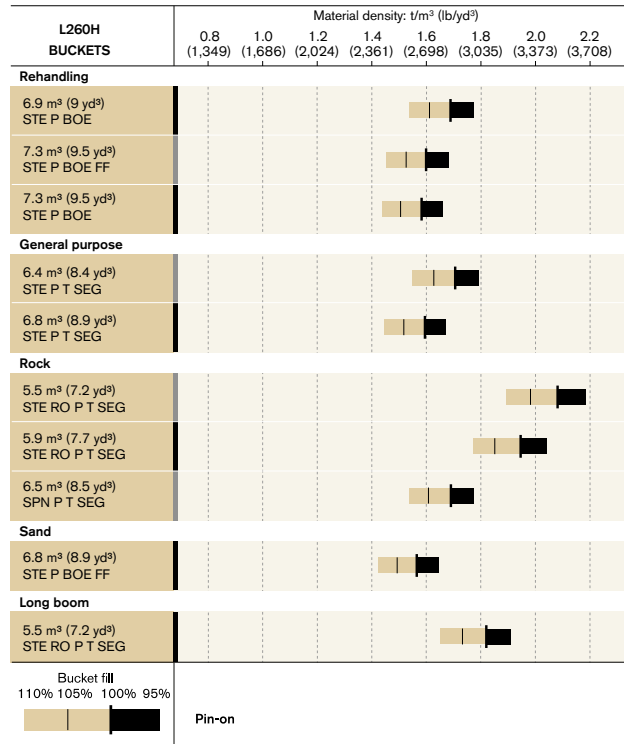 L260H
BUCKETS
Material density: t/m³ (lb/yd³)
0.8 1.0 1.2 1.4 1.6 1.8 2.0 2.2
(1,349) (1,686) (2,024) (2,361) (2,698) (3,035) (3,373) (3,708)
Rehandling
6.9 m³ (9 yd³)
STE P BOE
7.3 m³ (9.5 yd³)
STE P BOE FF
7.3 m³ (9.5 yd³)
STE P BOE
General purpose
6.4 m³ (8.4 yd³)
STE P T SEG
6.8 m³ (8.9 yd³)
STE P T SEG
Rock
5.5 m³ (7.2 yd³)
STE RO P T SEG
5.9 m³ (7.7 yd³)
STE RO P T SEG
6.5 m³ (8.5 yd³)
SPN P T SEG
Sand
6.8 m³ (8.9 yd³)
STE P BOE FF
Long boom
5.5 m³ (7.2 yd³)
STE RO P T SEG
Bucket fill
110% 105% 100% 95%
Pin-on